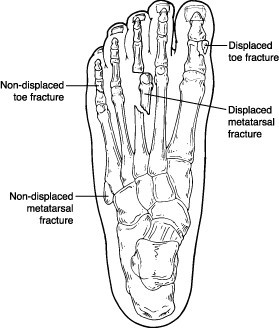 Displaced
toe fracture
Non-displaced
toe fracture
Displaced
metatarsal
fracture
Non-displaced
metatarsal
fracture